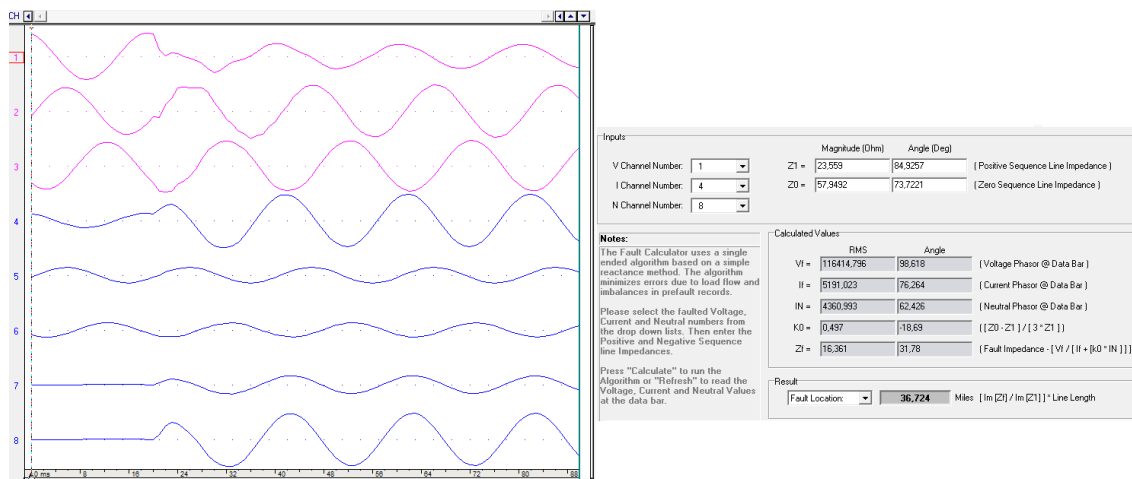 CH
1
2
3
4
5
6
7
8
0 ms 8 16 24 32 40 48 56 64 72 80 88
Inputs
Magnitude (Ohm) Angle (Deg)
V Channel Number: 1 Z1 = 23,559 84,9257 ( Positive Sequence Line Impedance )
I Channel Number: 4 Z0 = 57,9492 73,7221 ( Zero Sequence Line Impedance )
N Channel Number: 8
Notes:
The Fault Calculator uses a single
ended algorithm based on a simple
reactance method. The algorithm
minimizes errors due to load flow and
imbalances in prefault records.
Please select the faulted Voltage,
Current and Neutral numbers from
the drop down lists. Then enter the
Positive and Negative Sequence
line Impedances.
Press "Calculate" to run the
Algorithm or "Refresh" to read the
Voltage, Current and Neutral Values
at the data bar.
Calculated Values
RMS Angle
Vf = 116414,796 98,618 ( Voltage Phasor @ Data Bar )
If = 5191,023 76,264 ( Current Phasor @ Data Bar )
IN = 4360,993 62,426 ( Neutral Phasor @ Data Bar )
K0 = 0,497 -18,69 ( [ Z0 - Z1 ] / [ 3 * Z1 ] )
Zf = 16,361 31,78 ( Fault Impedance - [ Vf / [ If + [k0 * IN ] ] ]
Result
Fault Location: 36,724 Miles [ Im [Zf] / Im [Z1] ] * Line Length